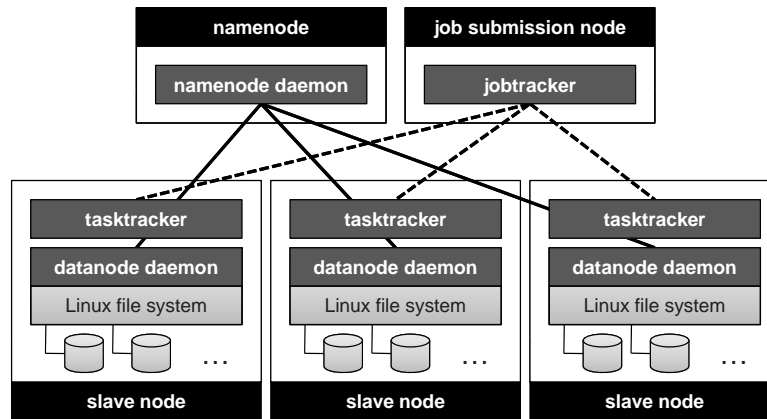 namenode
job submission node
namenode daemon
jobtracker
tasktracker
tasktracker
tasktracker
datanode daemon
datanode daemon
datanode daemon
Linux file system
Linux file system
Linux file system
...
...
...
slave node
slave node
slave node